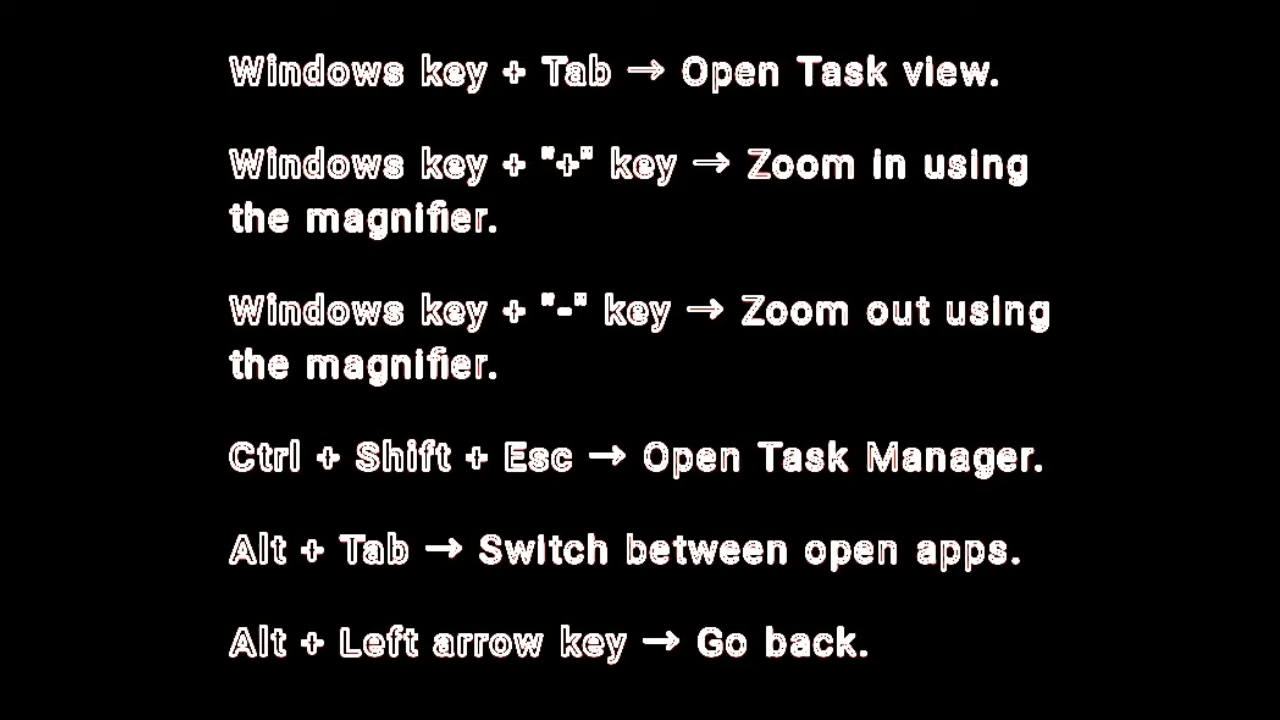 Windows key + Tab → Open Task view.
Windows key + "+" key → Zoom in using
the magnifier.
Windows key + "-" key → Zoom out using
the magnifier.
Ctrl + Shift + Esc → Open Task Manager.
Alt + Tab → Switch between open apps.
Alt + Left arrow key → Go back.